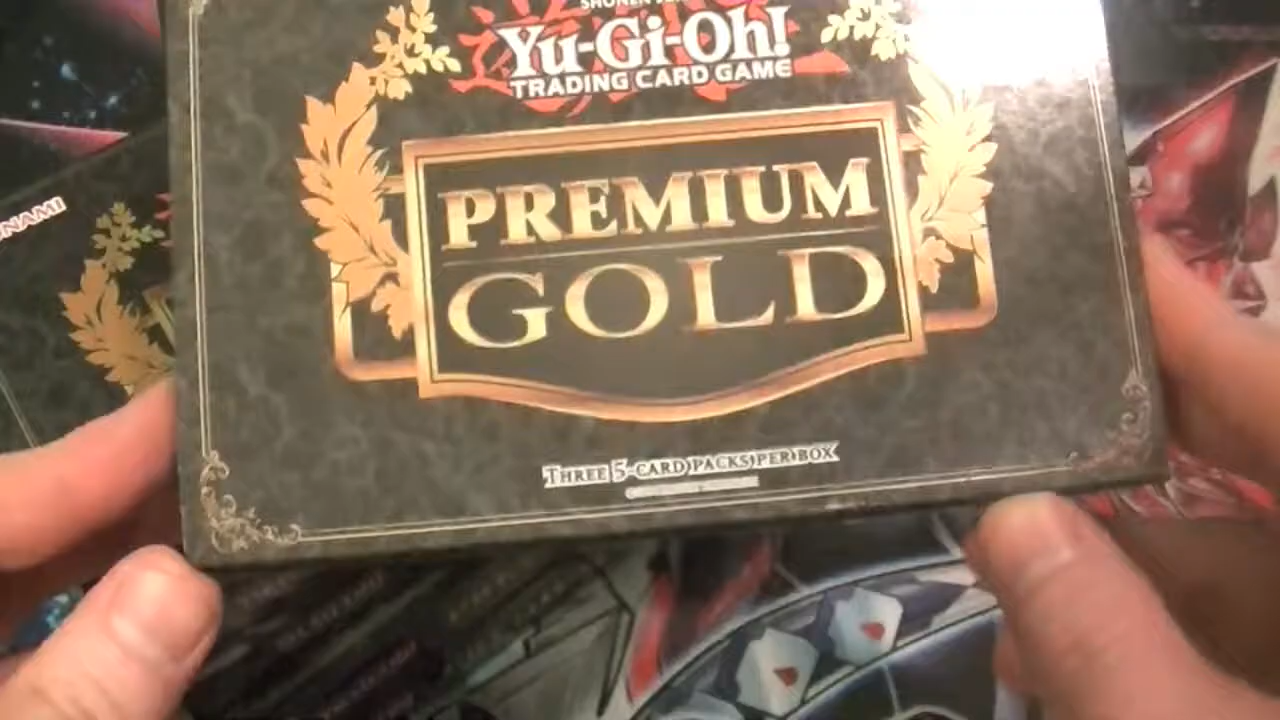 Yu-Gi-Oh!
TRADING CARD GAME
PREMIUM
GOLD
THREE 5-CARD PACKS PER BOX